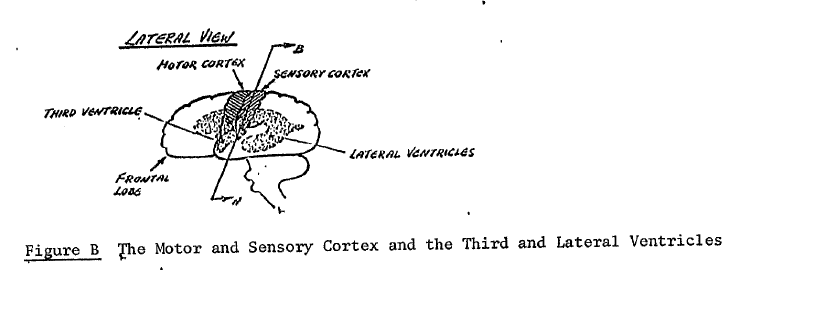 LATERAL VIEW
B
MOTOR CORTEX
SENSORY CORTEX
THIRD VENTRICLE
LATERAL VENTRICLES
FRONTAL
LOBE
Figure B The Motor and Sensory Cortex and the Third and Lateral Ventricles